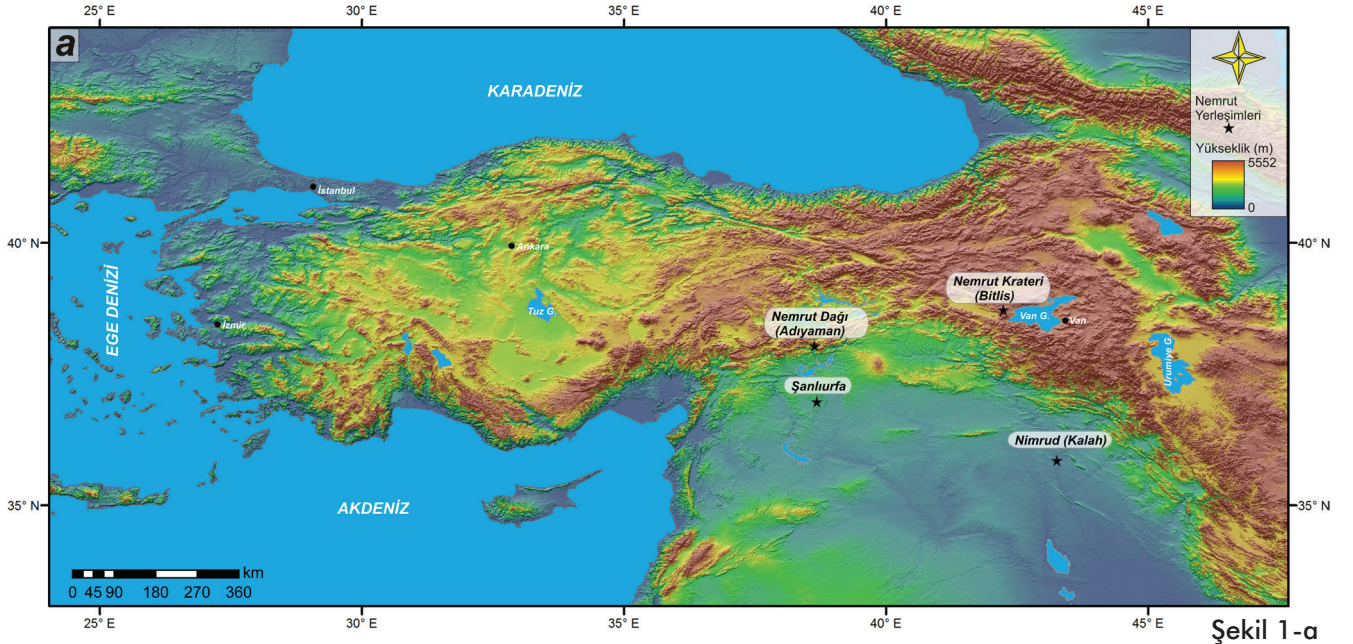 25° E 30° E 35° E 40° E 45° E
a
KARADENİZ
Nemrut
Yerleşimleri
Yükseklik (m)
5552
0
İstanbul
40° N
40° N
Ankara
EGE DENİZİ
Nemrut Krateri
(Bitlis)
Tuz G.
Van G.
Van
Nemrut Dağı
(Adıyaman)
İzmir
Urumiye G.
Şanlıurfa
Nimrud (Kalah)
35° N
35° N
AKDENİZ
km
0 45 90 180 270 360
25° E 30° E 35° E 40° E 45° E
Şekil 1-a